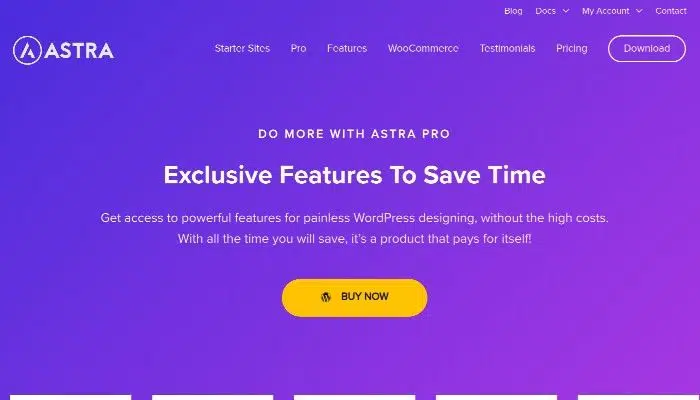 Blog Docs My Account Contact
ASTRA Starter Sites Pro Features WooCommerce Testimonials Pricing Download
DO MORE WITH ASTRA PRO
Exclusive Features To Save Time
Get access to powerful features for painless WordPress designing, without the high costs.
With all the time you will save, it's a product that pays for itself!
BUY NOW